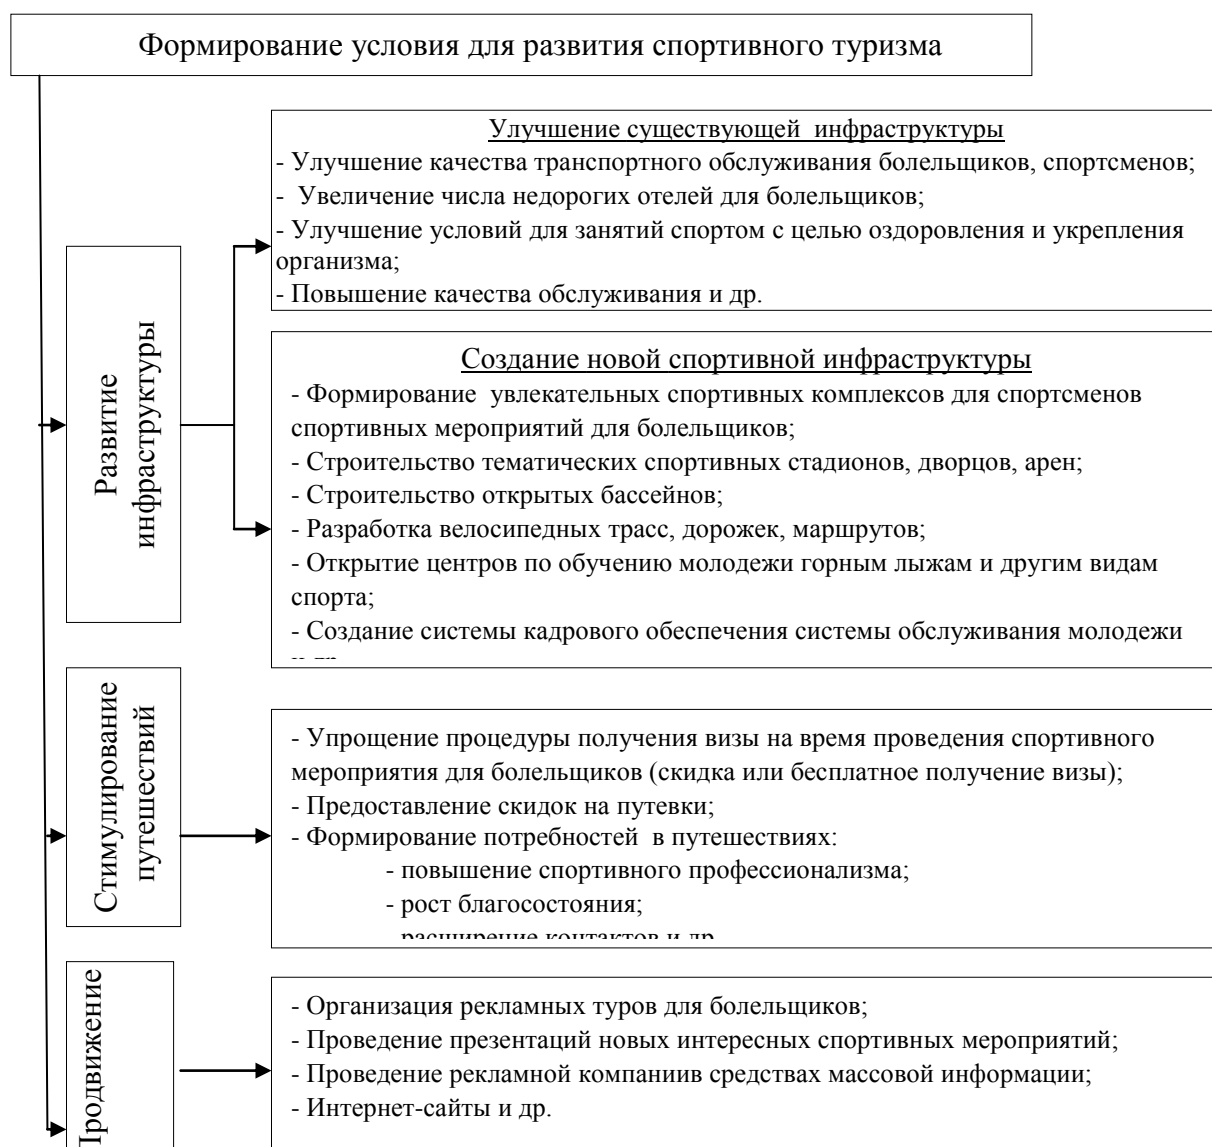 Формирование условия для развития спортивного туризма
Улучшение существующей инфраструктуры
- Улучшение качества транспортного обслуживания болельщиков, спортсменов;
- Увеличение числа недорогих отелей для болельщиков;
- Улучшение условий для занятий спортом с целью оздоровления и укрепления
организма;
- Повышение качества обслуживания и др.
Развитие
инфраструктуры
Создание новой спортивной инфраструктуры
- Формирование увлекательных спортивных комплексов для спортсменов
спортивных мероприятий для болельщиков;
- Строительство тематических спортивных стадионов, дворцов, арен;
- Строительство открытых бассейнов;
- Разработка велосипедных трасс, дорожек, маршрутов;
- Открытие центров по обучению молодежи горным лыжам и другим видам
спорта;
- Создание системы кадрового обеспечения системы обслуживания молодежи
Стимулирование
путешествий
- Упрощение процедуры получения визы на время проведения спортивного
мероприятия для болельщиков (скидка или бесплатное получение визы);
- Предоставление скидок на путевки;
- Формирование потребностей в путешествиях:
- повышение спортивного профессионализма;
- рост благосостояния;
- расширение контактов и др
Продвижение
- Организация рекламных туров для болельщиков;
- Проведение презентаций новых интересных спортивных мероприятий;
- Проведение рекламной компаниив средствах массовой информации;
- Интернет-сайты и др.